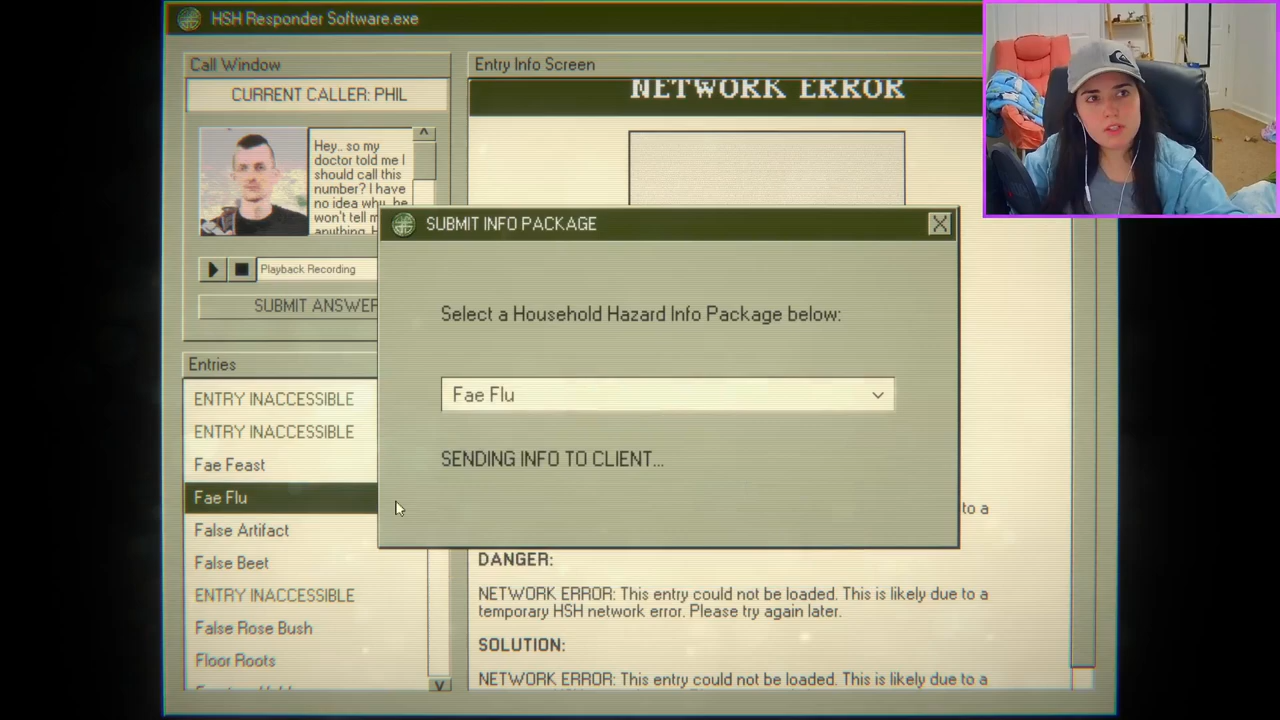 HSH Responder Software.exe
Call Window
CURRENT CALLER: PHIL
Hey.. so my
doctor told me I
should call this
number? I have
no idea why, he
won't tell m
anything. H
Playback Recording
SUBMIT ANSWER
Entries
ENTRY INACCESSIBLE
ENTRY INACCESSIBLE
Fae Feast
Fae Flu
False Artifact
False Beet
ENTRY INACCESSIBLE
False Rose Bush
Floor Roots
Entry Info Screen
NETWORK ERROR
SUBMIT INFO PACKAGE
Select a Household Hazard Info Package below:
Fae Flu
SENDING INFO TO CLIENT...
to a
DANGER:
NETWORK ERROR: This entry could not be loaded. This is likely due to a
temporary HSH network error. Please try again later.
SOLUTION:
NETWORK ERROR: This entry could not be loaded. This is likely due to a